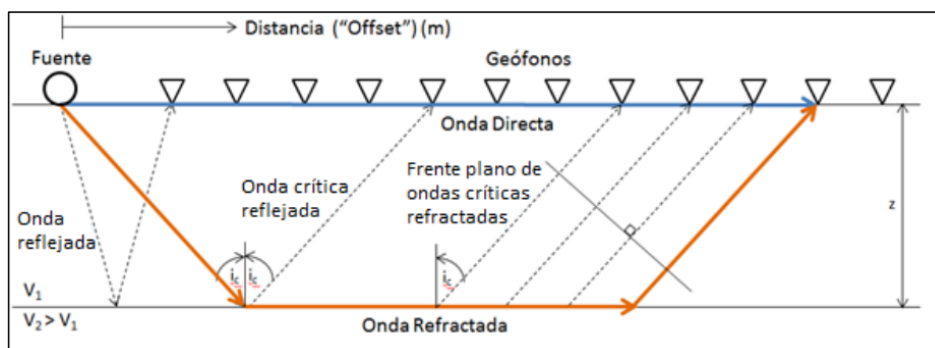 Distancia (“Offset”) (m)
Fuente
Geófonos
Onda Directa
Onda crítica
reflejada
Frente plano de
ondas críticas
refractadas
Onda
reflejada
z
i꜀ i꜀
i꜀
V₁
V₂ > V₁
Onda Refractada